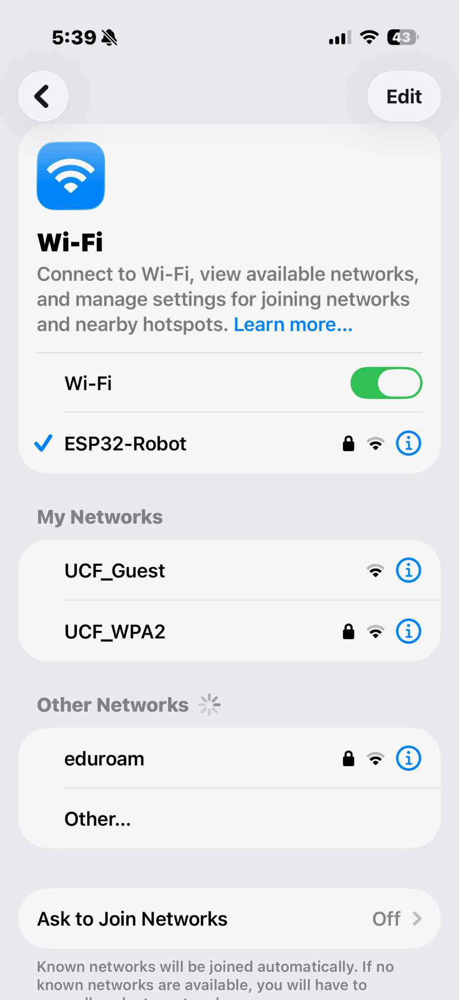 5:39
43
Edit
Wi-Fi
Connect to Wi-Fi, view available networks,
and manage settings for joining networks
and nearby hotspots. Learn more...
Wi-Fi
ESP32-Robot
My Networks
UCF_Guest
UCF_WPA2
Other Networks
eduroam
Other...
Ask to Join Networks Off
Known networks will be joined automatically. If no
known networks are available, you will have to